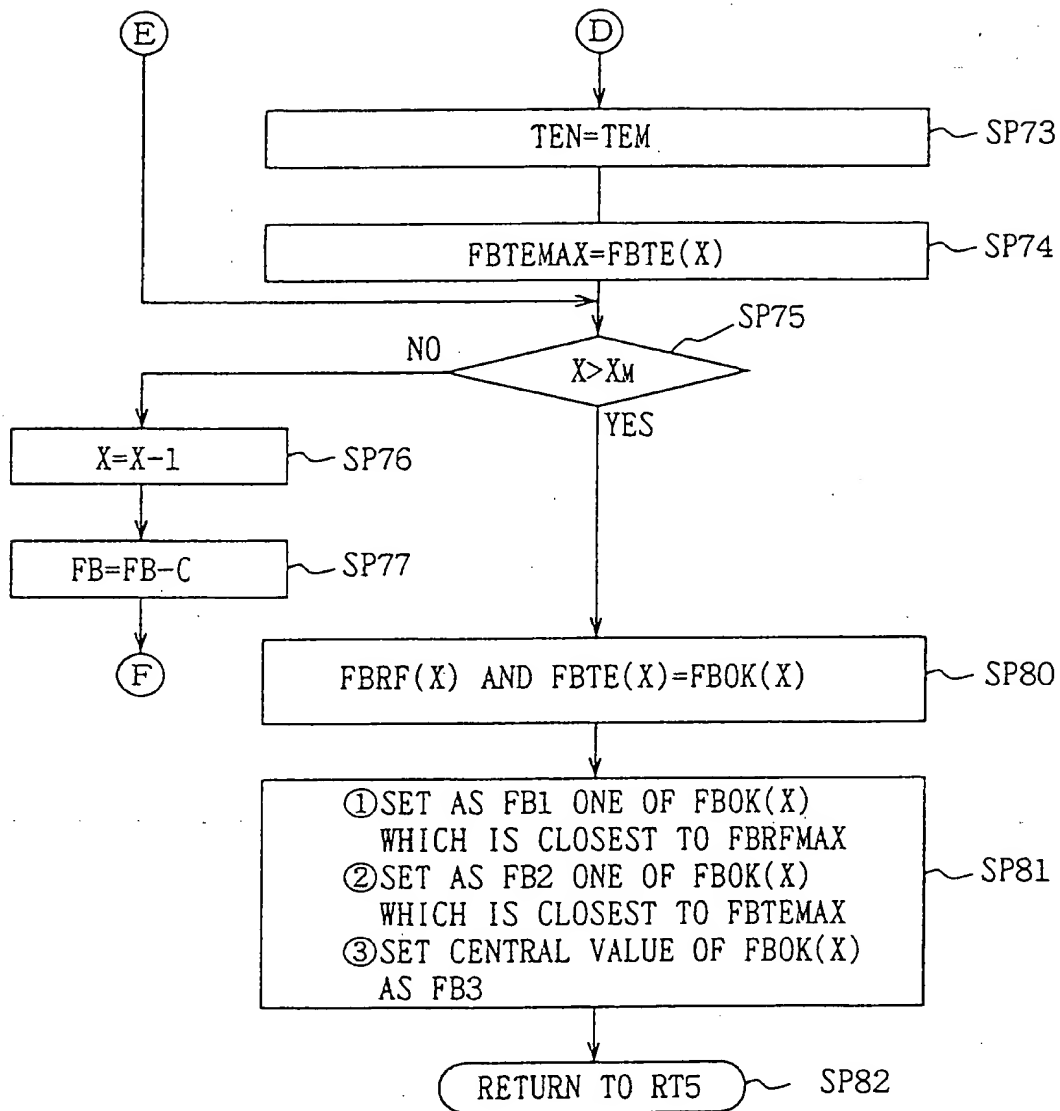 E
D
TEN=TEM
SP73
FBTEMAX=FBTE(X)
SP74
SP75
NO
X>XM
YES
X=X-1
SP76
FB=FB-C
SP77
F
FBRF(X) AND FBTE(X)=FBOK(X)
SP80
①SET AS FB1 ONE OF FBOK(X)
WHICH IS CLOSEST TO FBRFMAX
②SET AS FB2 ONE OF FBOK(X)
WHICH IS CLOSEST TO FBTEMAX
③SET CENTRAL VALUE OF FBOK(X)
AS FB3
SP81
RETURN TO RT5
SP82